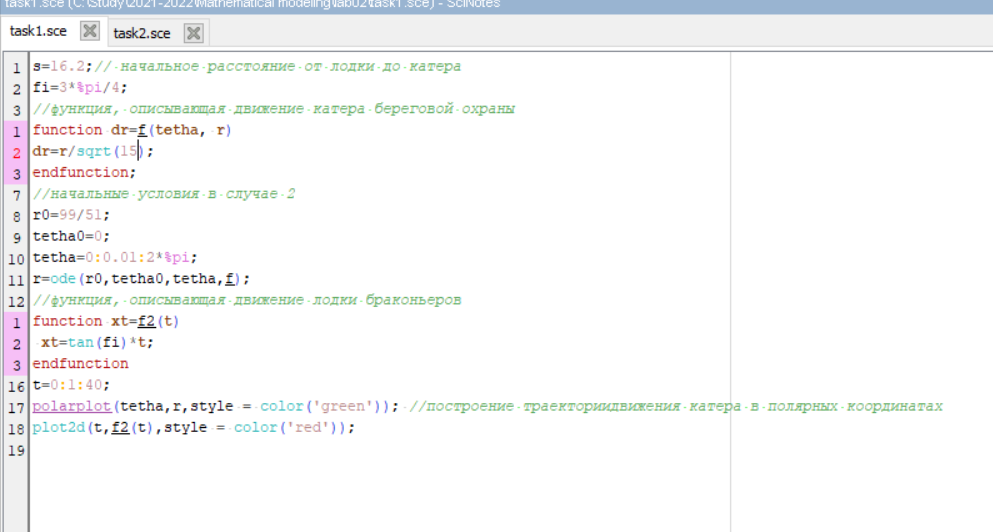 task1.sce (C:\Study\2021-2022\Mathematical modeling\lab02\task1.sce) - SciNotes
task1.sce task2.sce
1 s=16.2;// начальное расстояние от лодки до катера
2 fi=3*%pi/4;
3 //функция, описывающая движение катера береговой охраны
1 function dr=f(tetha, r)
2 dr=r/sqrt(15);
3 endfunction;
7 //начальные условия в случае 2
8 r0=99/51;
9 tetha0=0;
10 tetha=0:0.01:2*%pi;
11 r=ode(r0,tetha0,tetha,f);
12 //функция, описывающая движение лодки браконьеров
1 function xt=f2(t)
2 xt=tan(fi)*t;
3 endfunction
16 t=0:1:40;
17 polarplot(tetha,r,style = color('green')); //построение траекториидвижения катера в полярных координатах
18 plot2d(t,f2(t),style = color('red'));
19